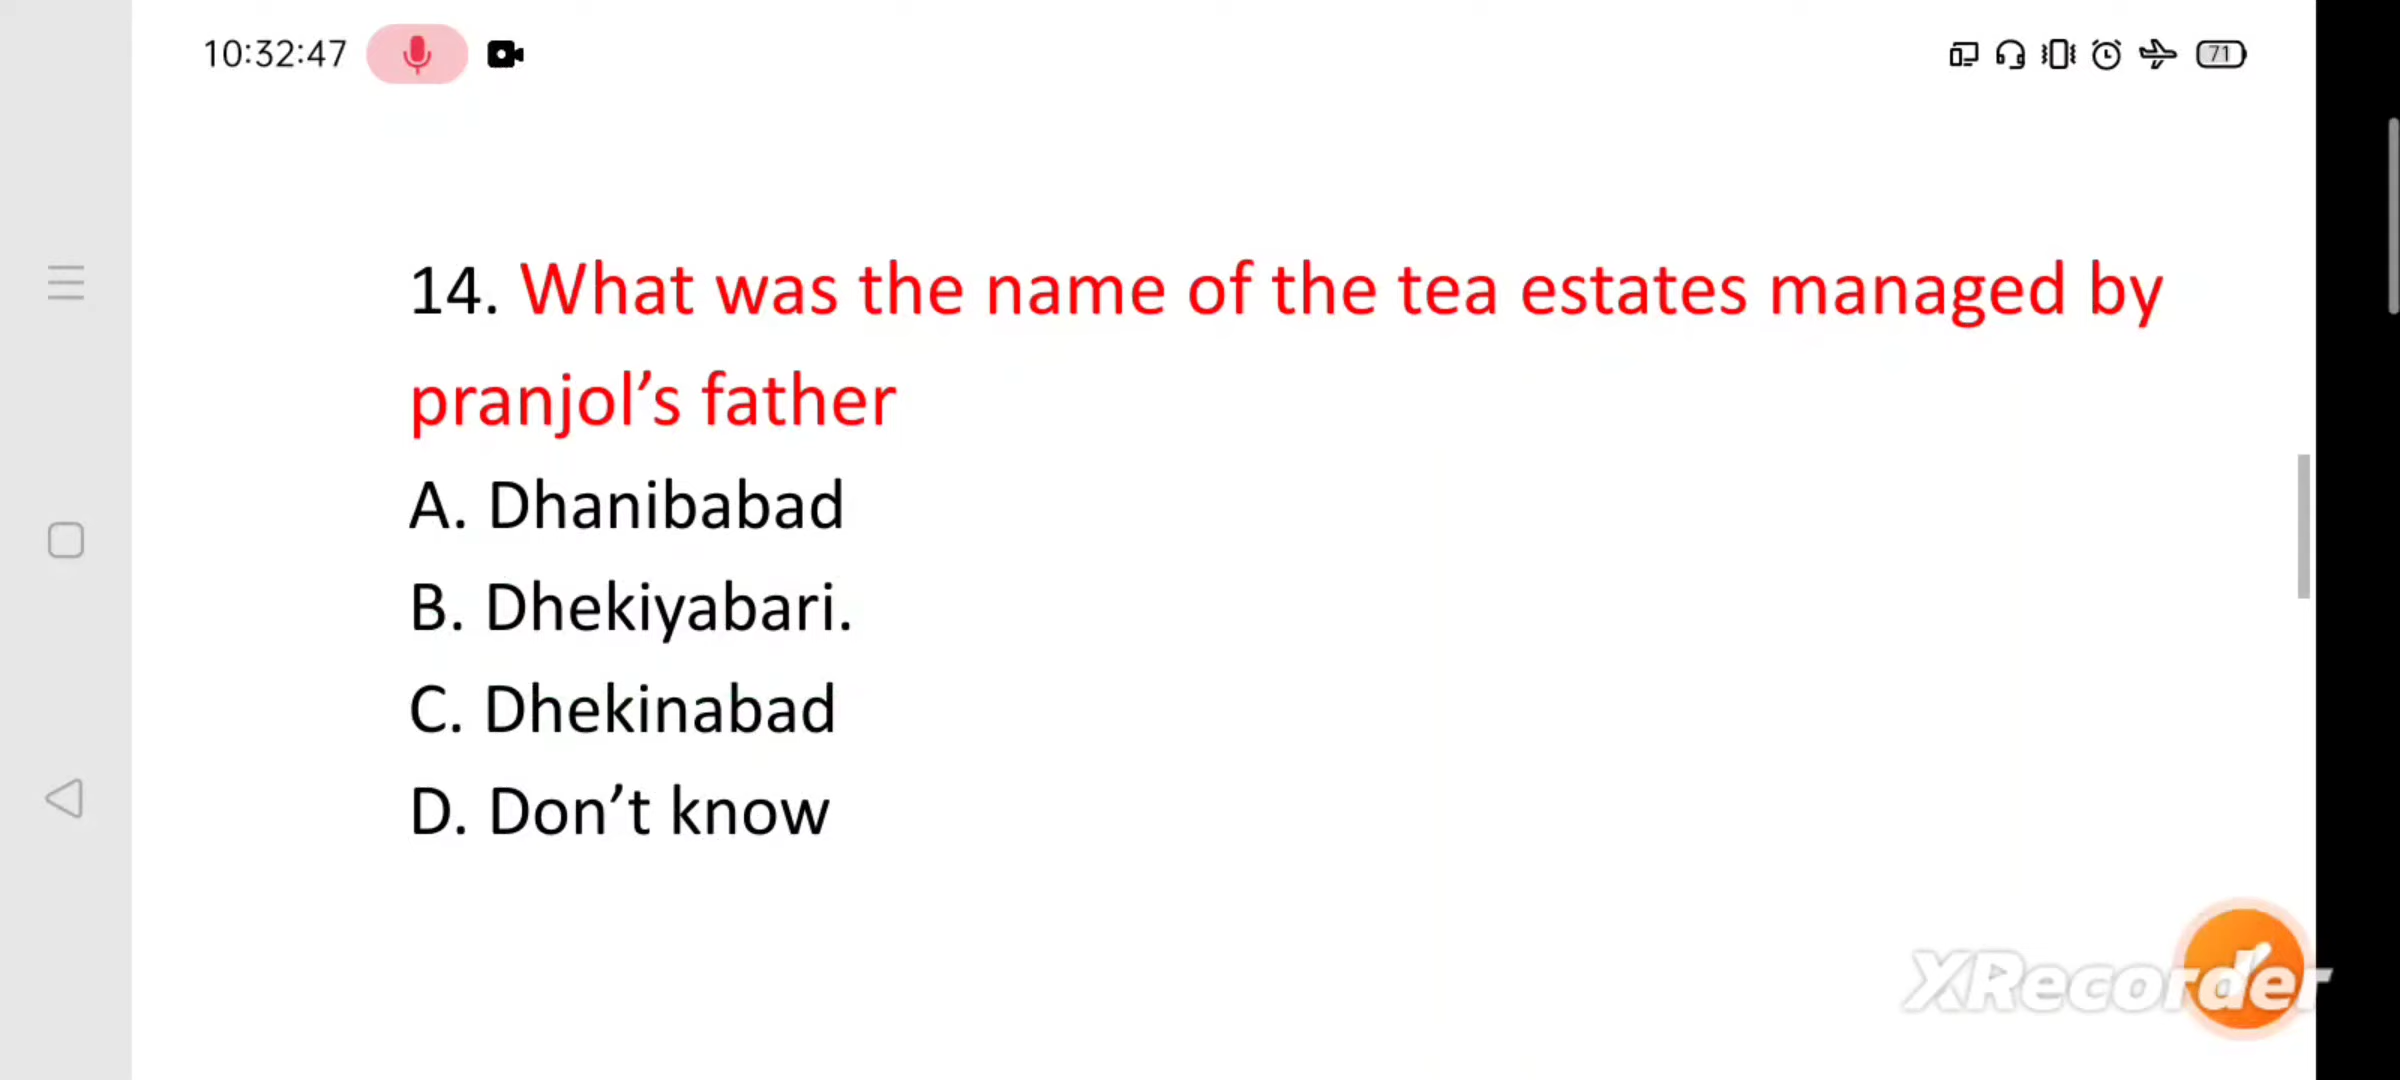 10:32:47
71
14. What was the name of the tea estates managed by
pranjol’s father
A. Dhanibabad
B. Dhekiyabari.
C. Dhekinabad
D. Don’t know
XRecorder